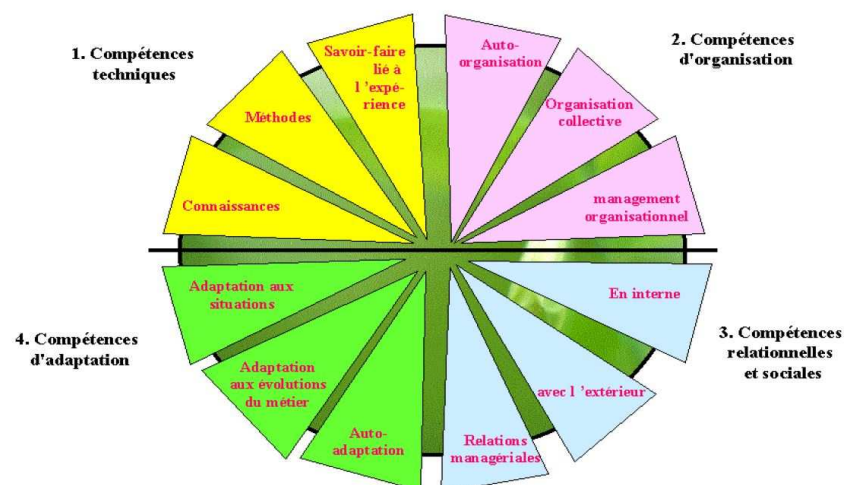 1. Compétences
techniques
Savoir-faire
lié à
l 'expé-
rience
Méthodes
Connaissances
2. Compétences
d'organisation
Auto-
organisation
Organisation
collective
management
organisationnel
3. Compétences
relationnelles
et sociales
En interne
avec l 'extérieur
Relations
managériales
4. Compétences
d'adaptation
Adaptation aux
situations
Adaptation
aux évolutions
du métier
Auto-
adaptation